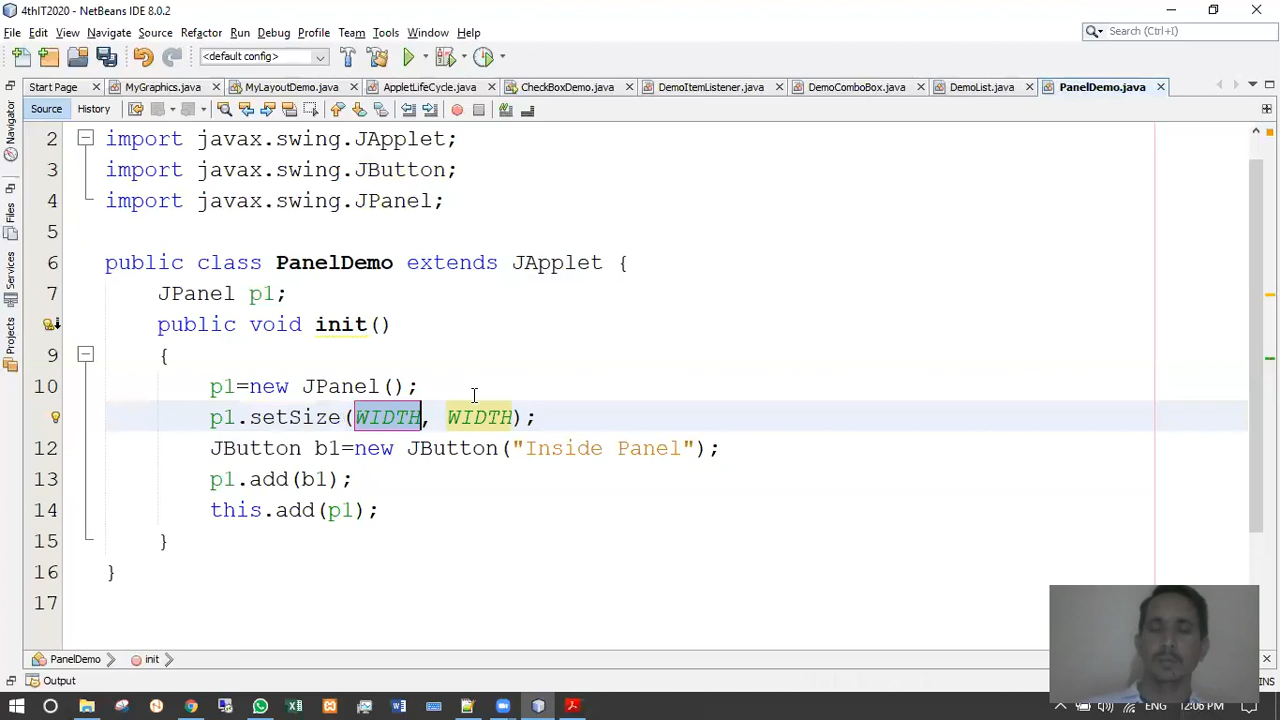 4thIT2020 - NetBeans IDE 8.0.2
File Edit View Navigate Source Refactor Run Debug Profile Team Tools Window Help
Search (Ctrl+I)
<default config>
Start Page MyGraphics.java MyLayoutDemo.java AppletLifeCycle.java CheckBoxDemo.java DemoItemListener.java DemoComboBox.java DemoList.java PanelDemo.java
Source History
Navigator
Files
Services
Projects
2 import javax.swing.JApplet;
3 import javax.swing.JButton;
4 import javax.swing.JPanel;
5
6 public class PanelDemo extends JApplet {
7 JPanel p1;
public void init()
9 {
10 p1=new JPanel();
p1.setSize(WIDTH, WIDTH);
12 JButton b1=new JButton("Inside Panel");
13 p1.add(b1);
14 this.add(p1);
15 }
16 }
17
PanelDemo init
Output
INS
ENG 12:06 PM